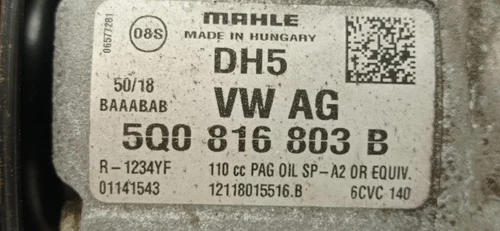 MAHLE
MADE IN HUNGARY
08S
06577281
DH5
50/18
BAAABAB
VW AG
5Q0 816 803 B
R-1234YF 110 cc PAG OIL SP-A2 OR EQUIV.
01141543 12118015516.B 6CVC 140